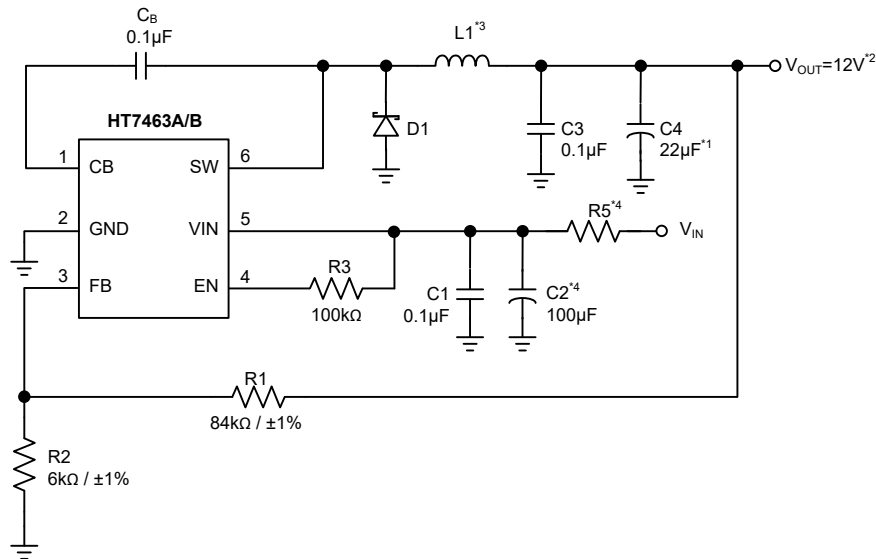 C_B
0.1µF
L1*3
V_OUT=12V*2
HT7463A/B
D1
C3
0.1µF
C4
22µF*1
1
CB
SW
6
2
GND
VIN
5
R5*4
V_IN
3
FB
EN
4
R3
100kΩ
C1
0.1µF
C2*4
100µF
R1
84kΩ / ±1%
R2
6kΩ / ±1%